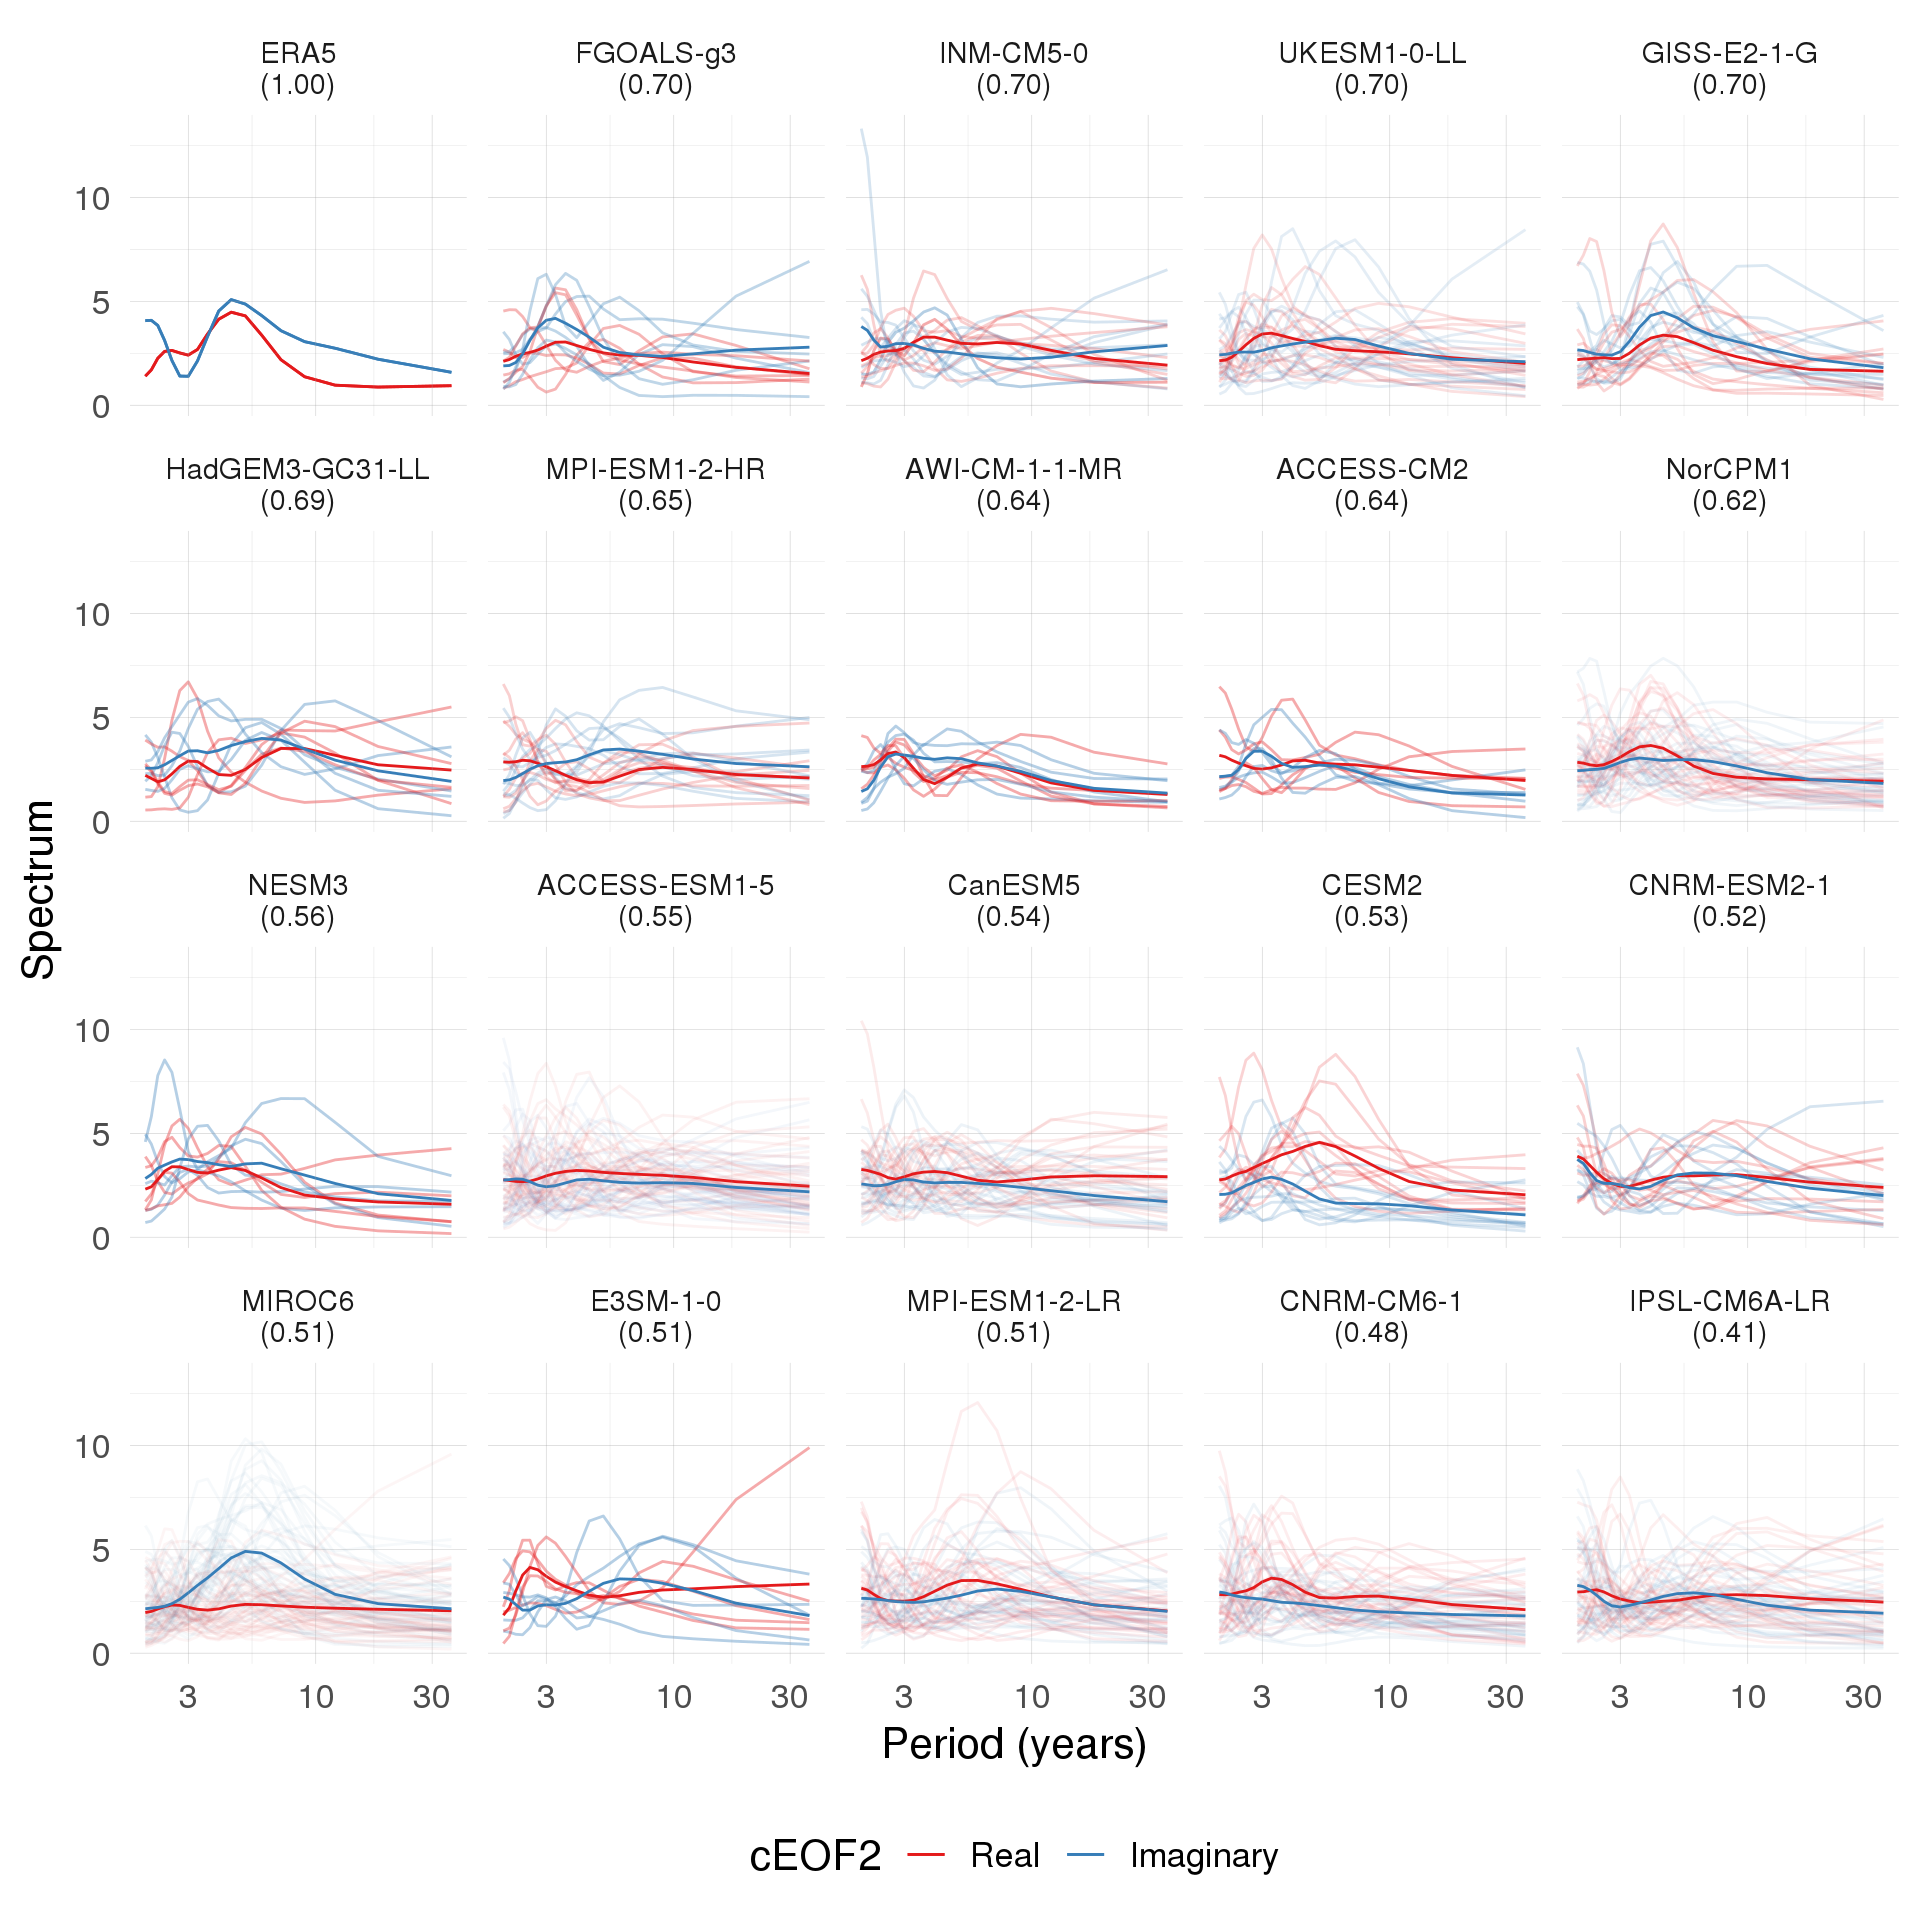 ERA5
(1.00)
FGOALS-g3
(0.70)
INM-CM5-0
(0.70)
UKESM1-0-LL
(0.70)
GISS-E2-1-G
(0.70)
10
5
0
HadGEM3-GC31-LL
(0.69)
MPI-ESM1-2-HR
(0.65)
AWI-CM-1-1-MR
(0.64)
ACCESS-CM2
(0.64)
NorCPM1
(0.62)
10
5
0
Spectrum
NESM3
(0.56)
ACCESS-ESM1-5
(0.55)
CanESM5
(0.54)
CESM2
(0.53)
CNRM-ESM2-1
(0.52)
10
5
0
MIROC6
(0.51)
E3SM-1-0
(0.51)
MPI-ESM1-2-LR
(0.51)
CNRM-CM6-1
(0.48)
IPSL-CM6A-LR
(0.41)
10
5
0
3 10 30 3 10 30 3 10 30 3 10 30 3 10 30
Period (years)
cEOF2 Real Imaginary